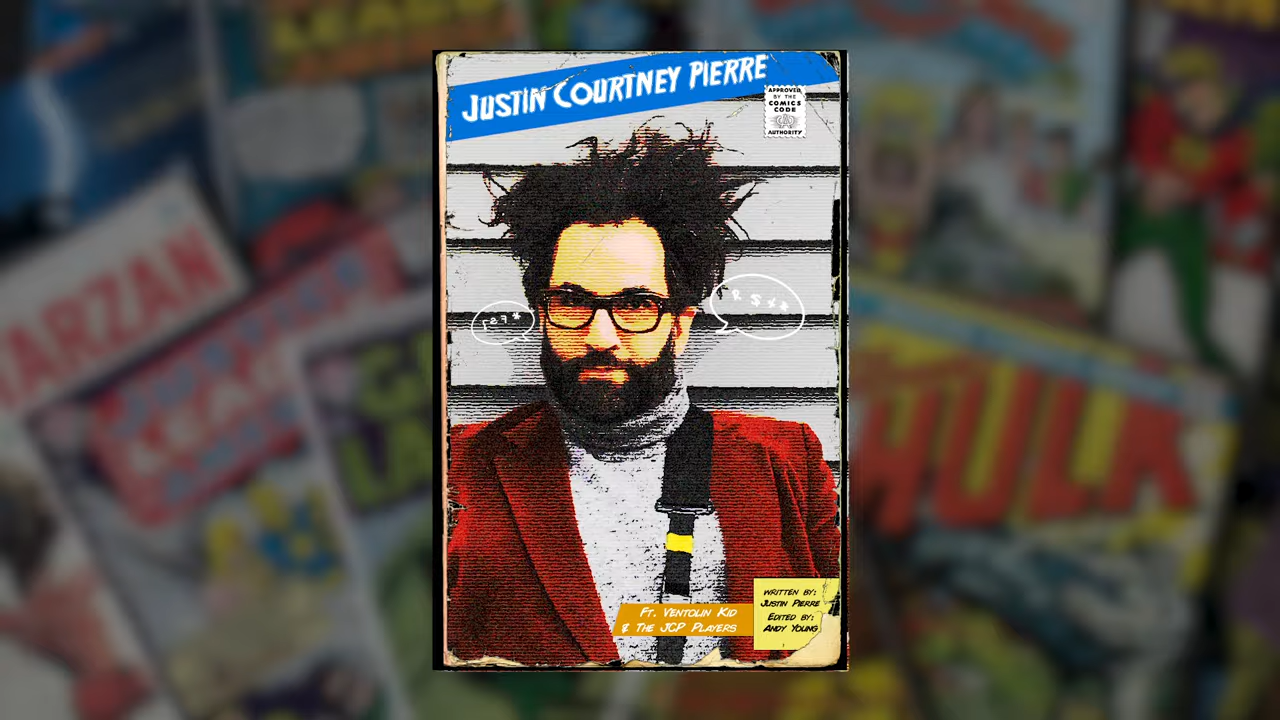 JUSTIN COURTNEY PIERRE
APPROVED
BY THE
COMICS
CODE
AUTHORITY
TARZAN
HULK
FT. VENTOLIN KID
& THE JCP PLAYERS
WRITTEN BY:
JUSTIN PIERRE
EDITED BY:
ANDY YOUNG